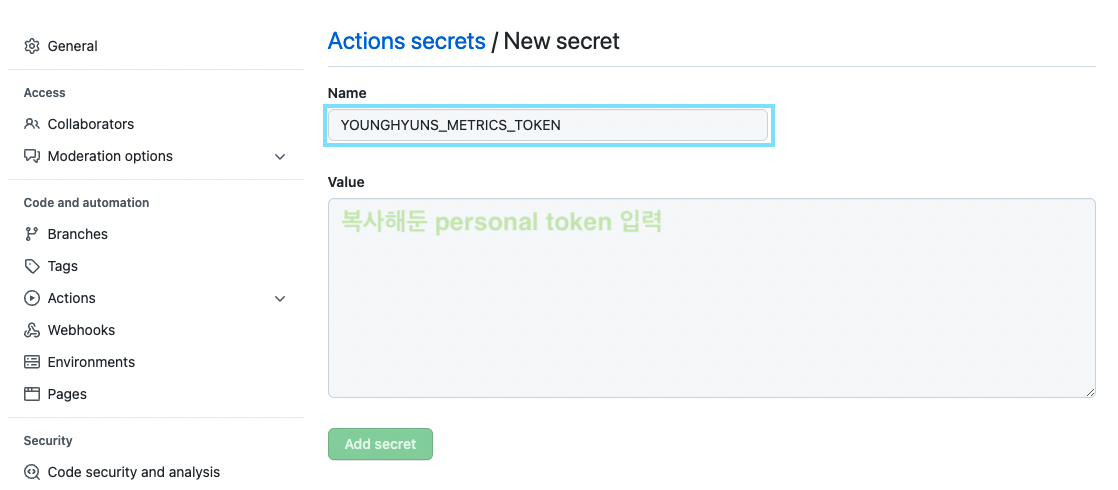 General
Access
Collaborators
Moderation options
Code and automation
Branches
Tags
Actions
Webhooks
Environments
Pages
Security
Code security and analysis
Actions secrets / New secret
Name
YOUNGHYUNS_METRICS_TOKEN
Value
복사해둔 personal token 입력
Add secret